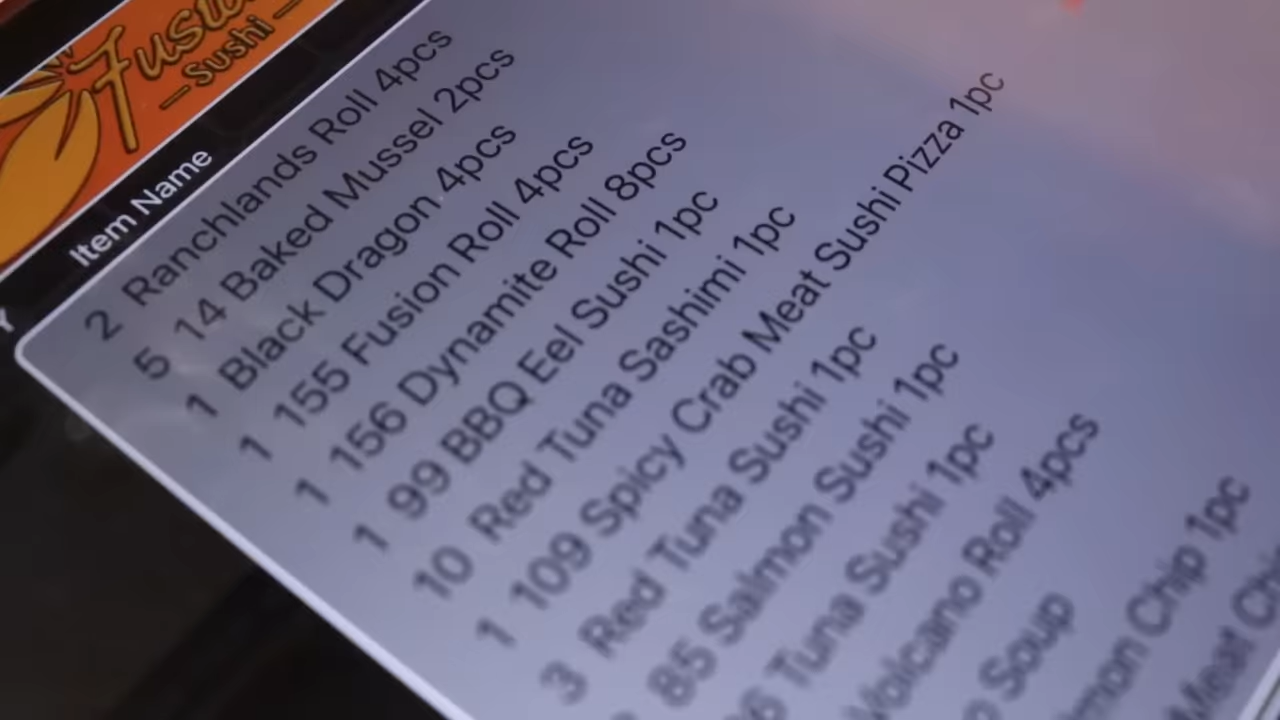 Fusion
-Sushi-
Y Item Name
2 Ranchlands Roll 4pcs
5 14 Baked Mussel 2pcs
1 Black Dragon 4pcs
1 155 Fusion Roll 4pcs
1 156 Dynamite Roll 8pcs
1 99 BBQ Eel Sushi 1pc
10 Red Tuna Sashimi 1pc
1 109 Spicy Crab Meat Sushi Pizza 1pc
3 Red Tuna Sushi 1pc
85 Salmon Sushi 1pc
6 Tuna Sushi 1pc
Volcano Roll 4pcs
Soup
Chip 1pc
Meat